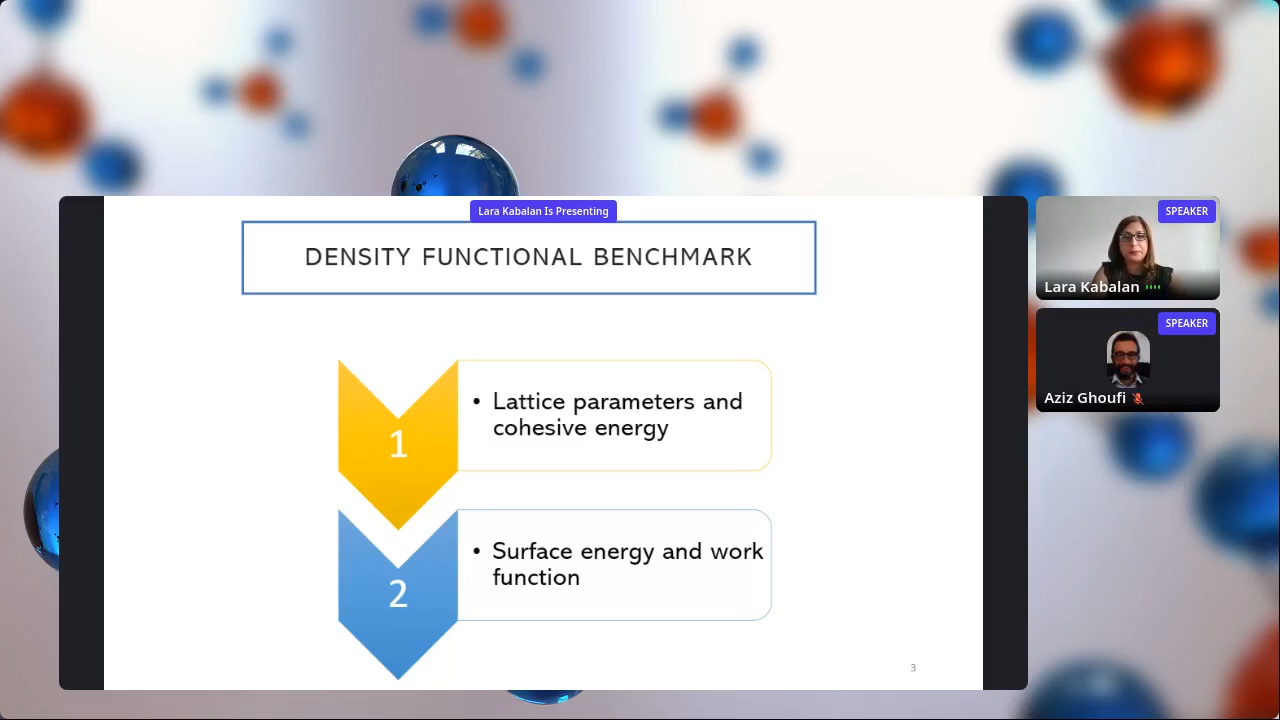 Lara Kabalan Is Presenting
DENSITY FUNCTIONAL BENCHMARK
1
• Lattice parameters and
cohesive energy
2
• Surface energy and work
function
3
SPEAKER
Lara Kabalan
SPEAKER
Aziz Ghoufi